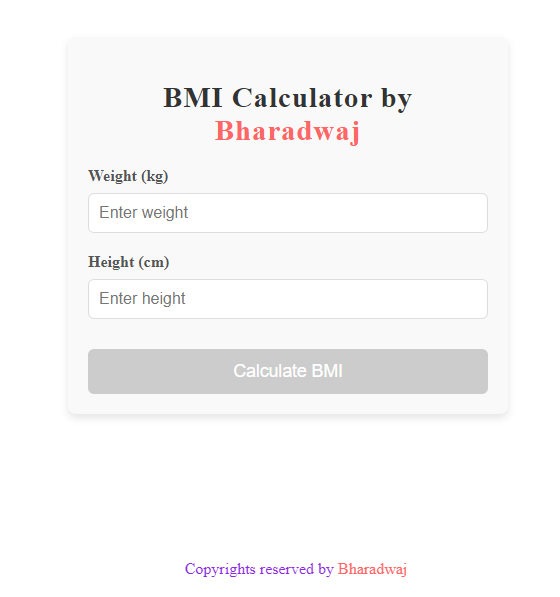 BMI Calculator by
Bharadwaj
Weight (kg)
Enter weight
Height (cm)
Enter height
Calculate BMI
Copyrights reserved by Bharadwaj